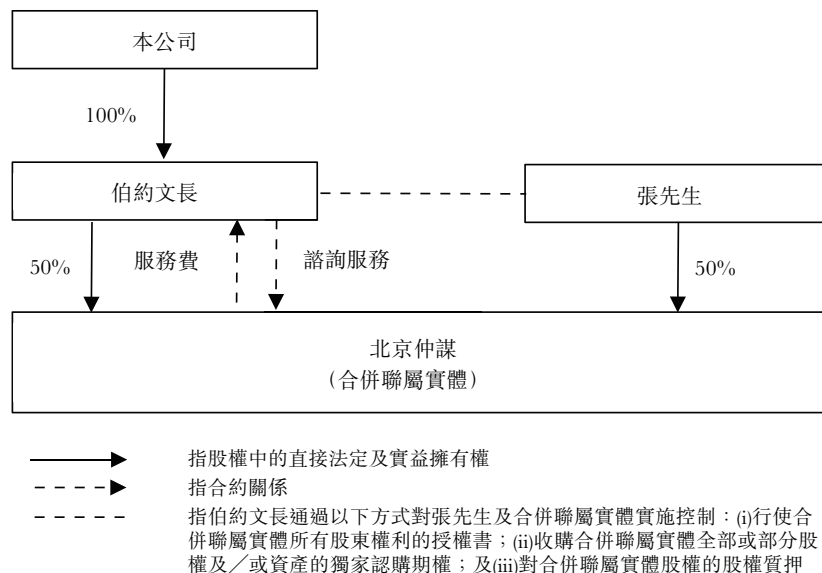 本公司
100%
伯約文長
張先生
50%
服務費
諮詢服務
50%
北京仲謀
(合併聯屬實體)
指股權中的直接法定及實益擁有權
指合約關係
指伯約文長通過以下方式對張先生及合併聯屬實體實施控制：(i)行使合
併聯屬實體所有股東權利的授權書；(ii)收購合併聯屬實體全部或部分股
權及／或資產的獨家認購期權；及(iii)對合併聯屬實體股權的股權質押